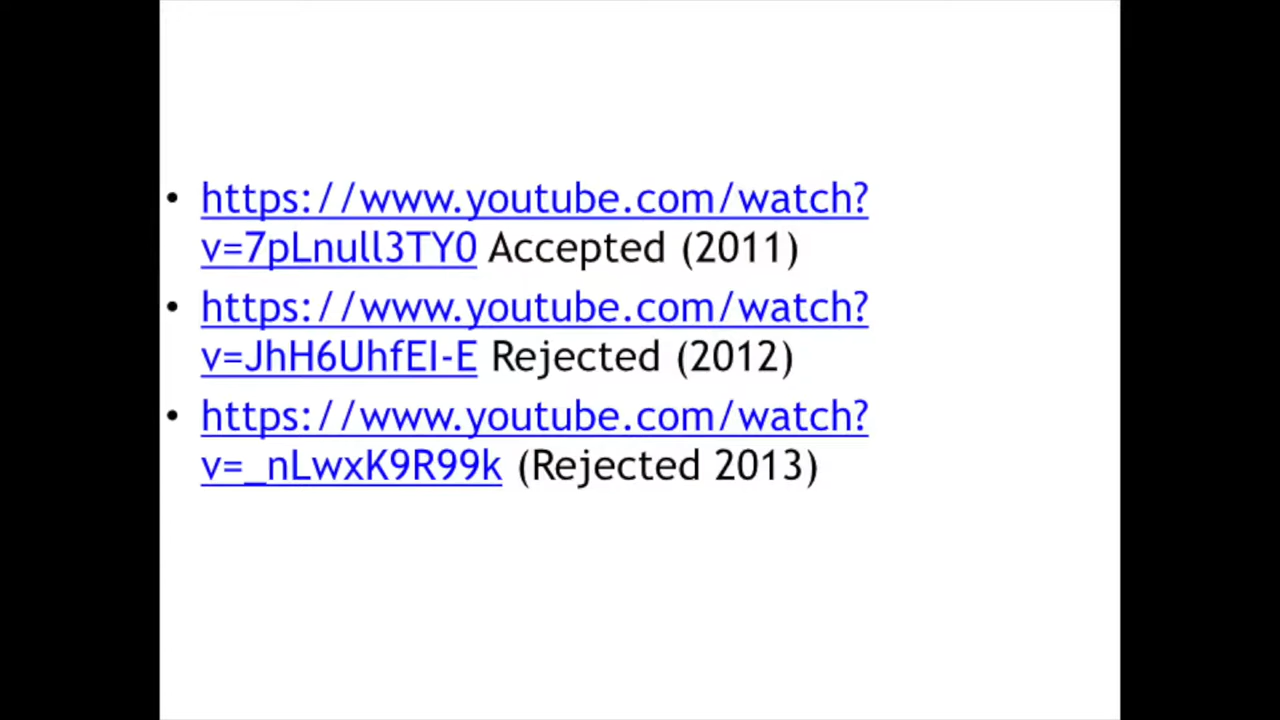 • https://www.youtube.com/watch?
v=7pLnull3TY0 Accepted (2011)
• https://www.youtube.com/watch?
v=JhH6UhfEI-E Rejected (2012)
• https://www.youtube.com/watch?
v=_nLwxK9R99k (Rejected 2013)